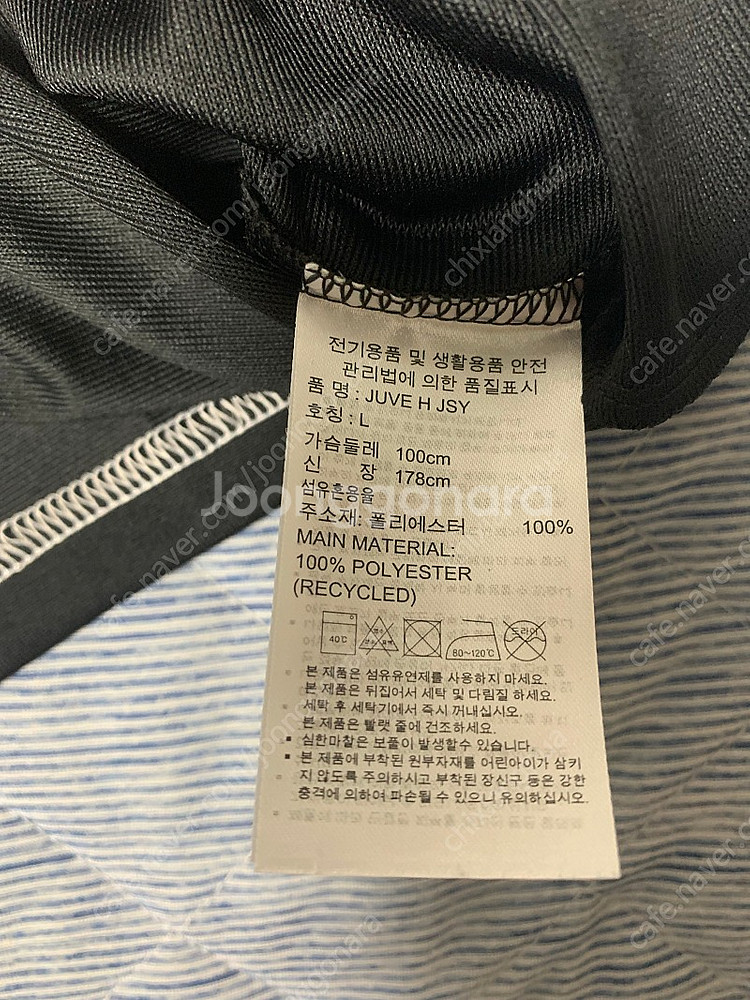 전기용품 및 생활용품 안전
관리법에 의한 품질표시
품 명 : JUVE H JSY
호칭 : L
가슴둘레 100cm
신 장 178cm
섬유혼용율
주소재: 폴리에스터 100%
MAIN MATERIAL:
100% POLYESTER
(RECYCLED)
40℃ 80~120℃ 드라이
본 제품은 섬유유연제를 사용하지 마세요.
본 제품은 뒤집어서 세탁 및 다림질 하세요.
세탁 후 세탁기에서 즉시 꺼내십시오.
본 제품은 빨랫 줄에 건조하세요.
심한마찰은 보풀이 발생할수 있습니다.
본 제품에 부착된 원부자재를 어린아이가 삼키
지 않도록 주의하시고 부착된 장신구 등은 강한
충격에 의하여 파손될 수 있으니 유의하십시오.
Joonggonara
cafe.naver.com/joonggonara
chixianghua